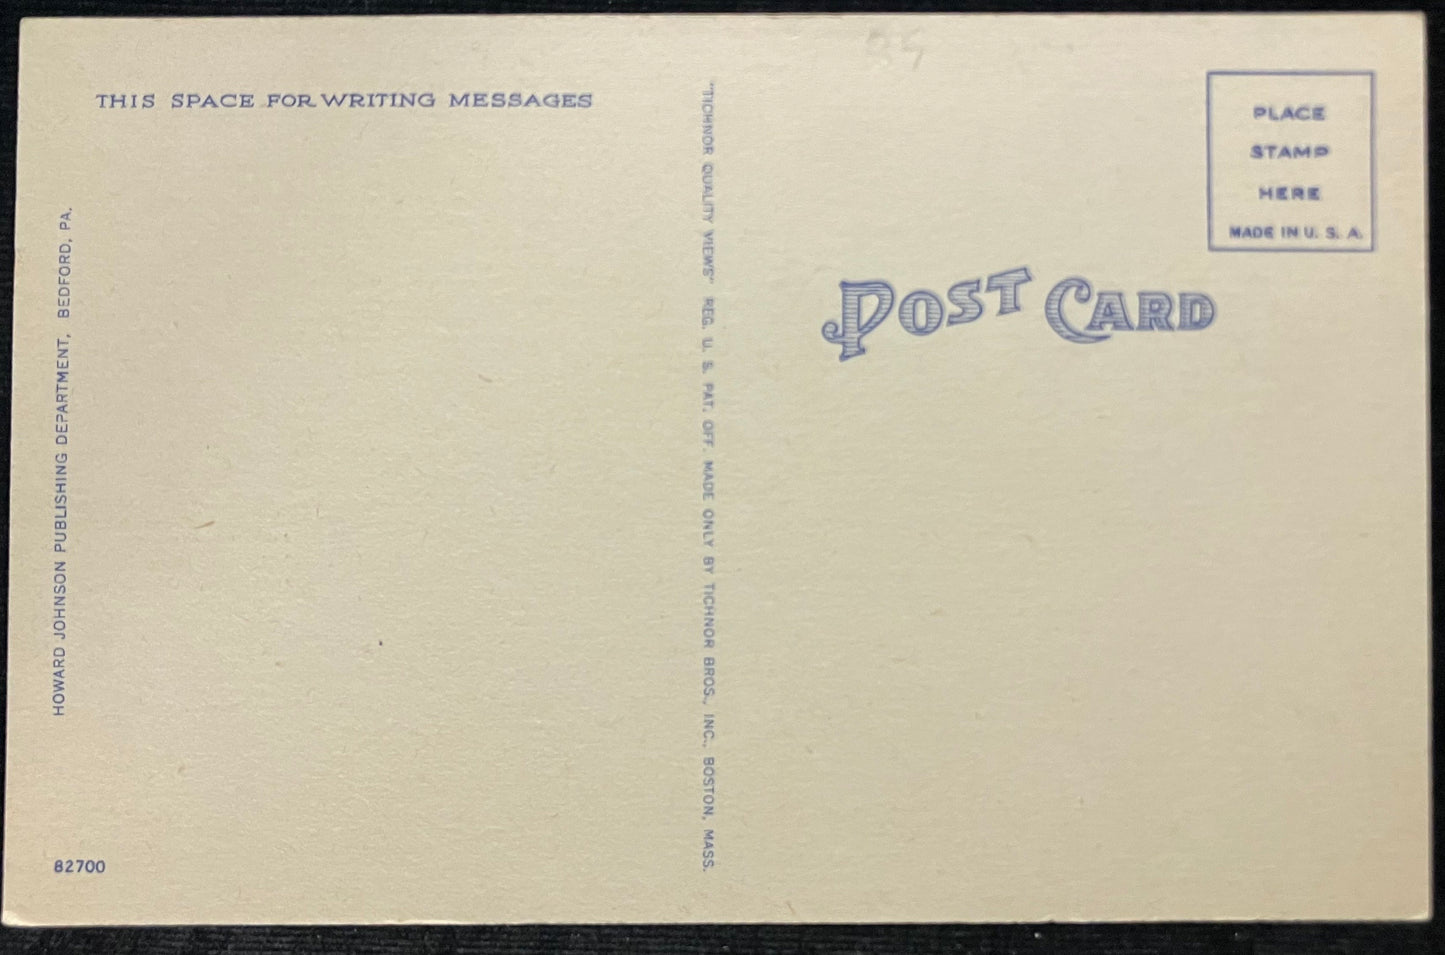 THIS SPACE FOR WRITING MESSAGES
HOWARD JOHNSON PUBLISHING DEPARTMENT, BEDFORD, PA.
82700
"TICHNOR QUALITY VIEWS" REG. U. S. PAT. OFF. MADE ONLY BY TICHNOR BROS., INC., BOSTON, MASS.
PLACE
STAMP
HERE
MADE IN U. S. A.
POST CARD